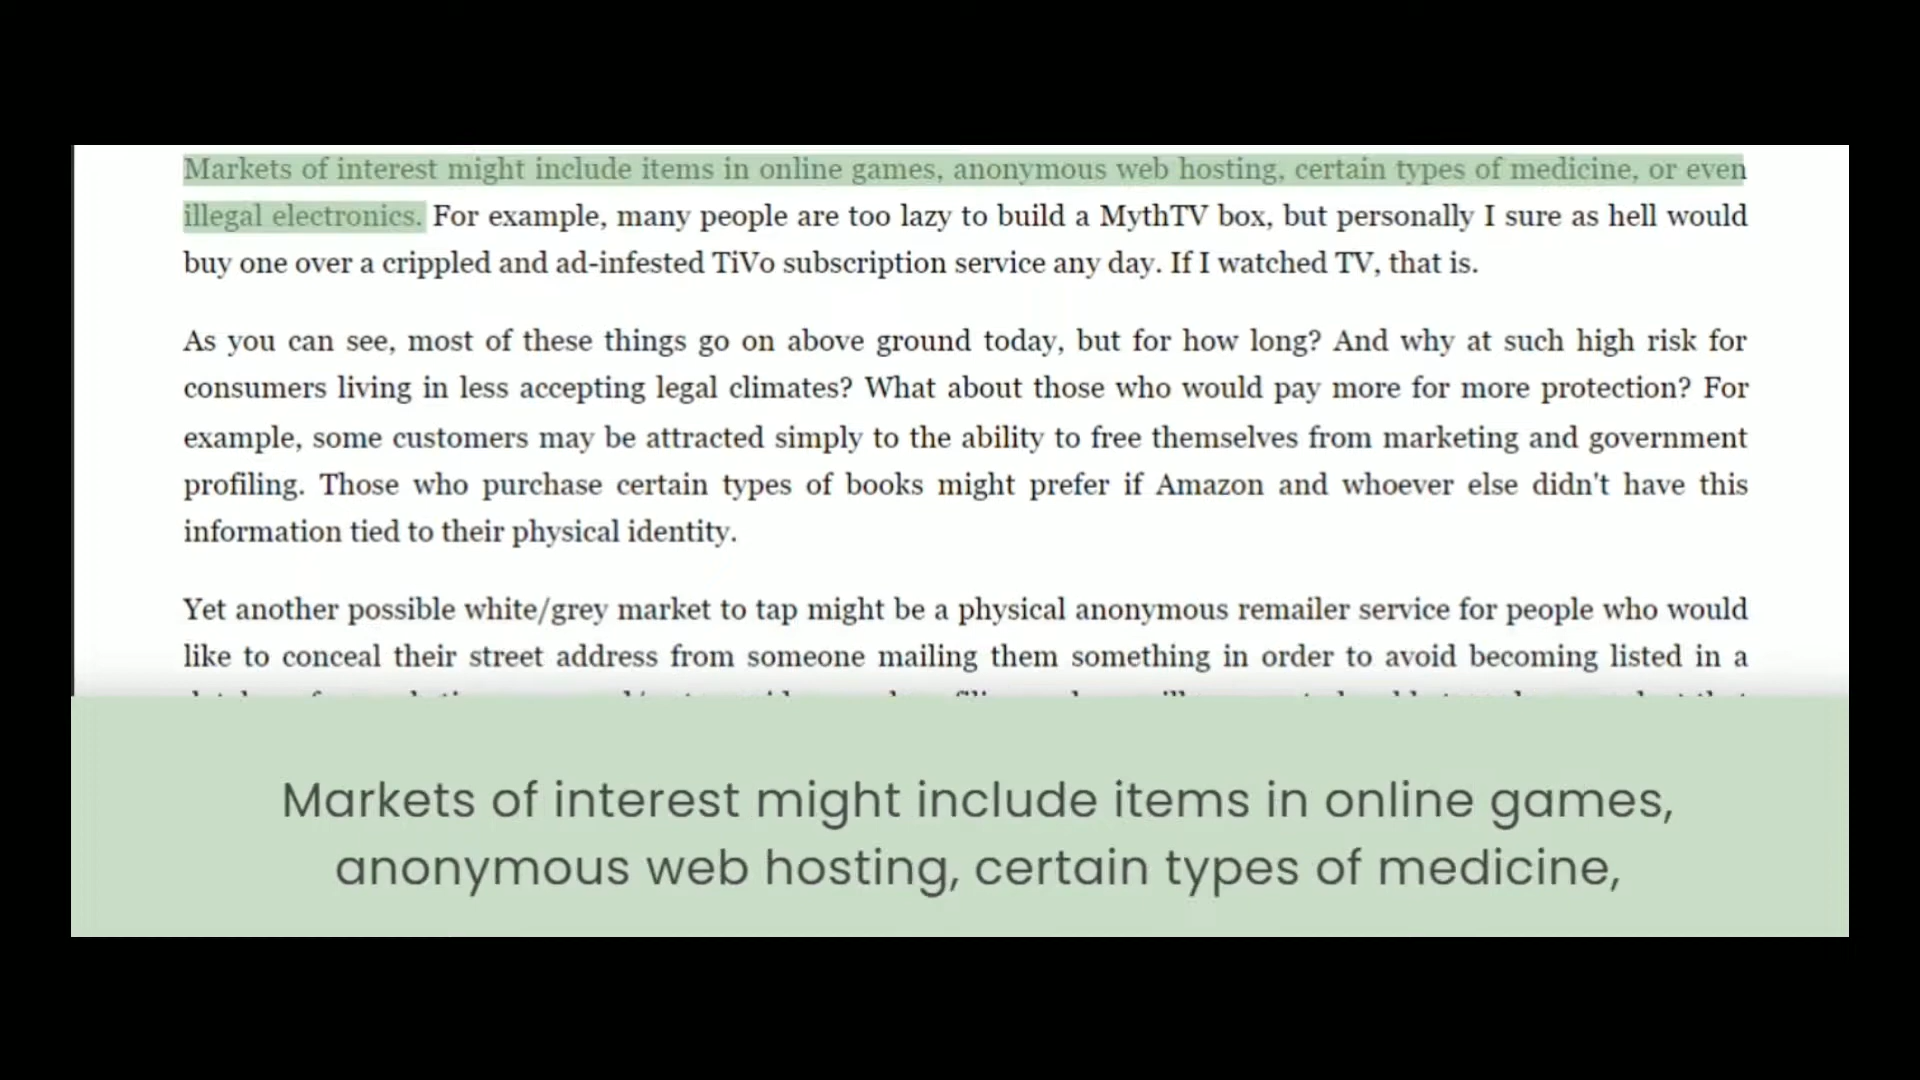 Markets of interest might include items in online games, anonymous web hosting, certain types of medicine, or even
illegal electronics. For example, many people are too lazy to build a MythTV box, but personally I sure as hell would
buy one over a crippled and ad-infested TiVo subscription service any day. If I watched TV, that is.
As you can see, most of these things go on above ground today, but for how long? And why at such high risk for
consumers living in less accepting legal climates? What about those who would pay more for more protection? For
example, some customers may be attracted simply to the ability to free themselves from marketing and government
profiling. Those who purchase certain types of books might prefer if Amazon and whoever else didn't have this
information tied to their physical identity.
Yet another possible white/grey market to tap might be a physical anonymous remailer service for people who would
like to conceal their street address from someone mailing them something in order to avoid becoming listed in a
Markets of interest might include items in online games,
anonymous web hosting, certain types of medicine,